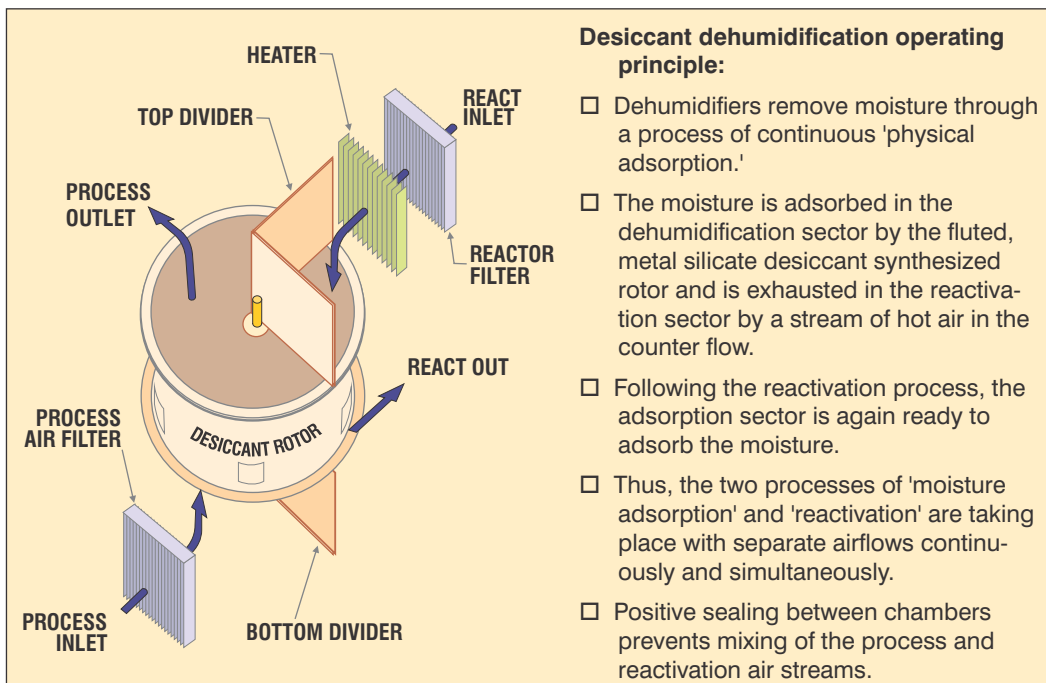 HEATER
TOP DIVIDER
REACT
INLET
PROCESS
OUTLET
REACTOR
FILTER
REACT OUT
PROCESS
AIR FILTER
DESICCANT ROTOR
PROCESS
INLET
BOTTOM DIVIDER
Desiccant dehumidification operating
principle:
□ Dehumidifiers remove moisture through
a process of continuous 'physical
adsorption.'
□ The moisture is adsorbed in the
dehumidification sector by the fluted,
metal silicate desiccant synthesized
rotor and is exhausted in the reactiva-
tion sector by a stream of hot air in the
counter flow.
□ Following the reactivation process, the
adsorption sector is again ready to
adsorb the moisture.
□ Thus, the two processes of 'moisture
adsorption' and 'reactivation' are taking
place with separate airflows continu-
ously and simultaneously.
□ Positive sealing between chambers
prevents mixing of the process and
reactivation air streams.